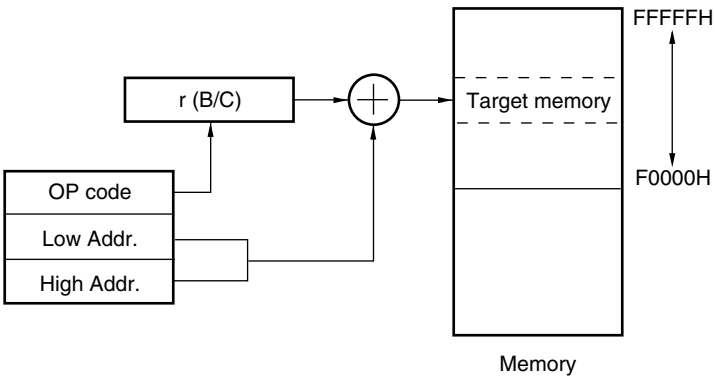 FFFFFH
r (B/C)
Target memory
OP code
F0000H
Low Addr.
High Addr.
Memory